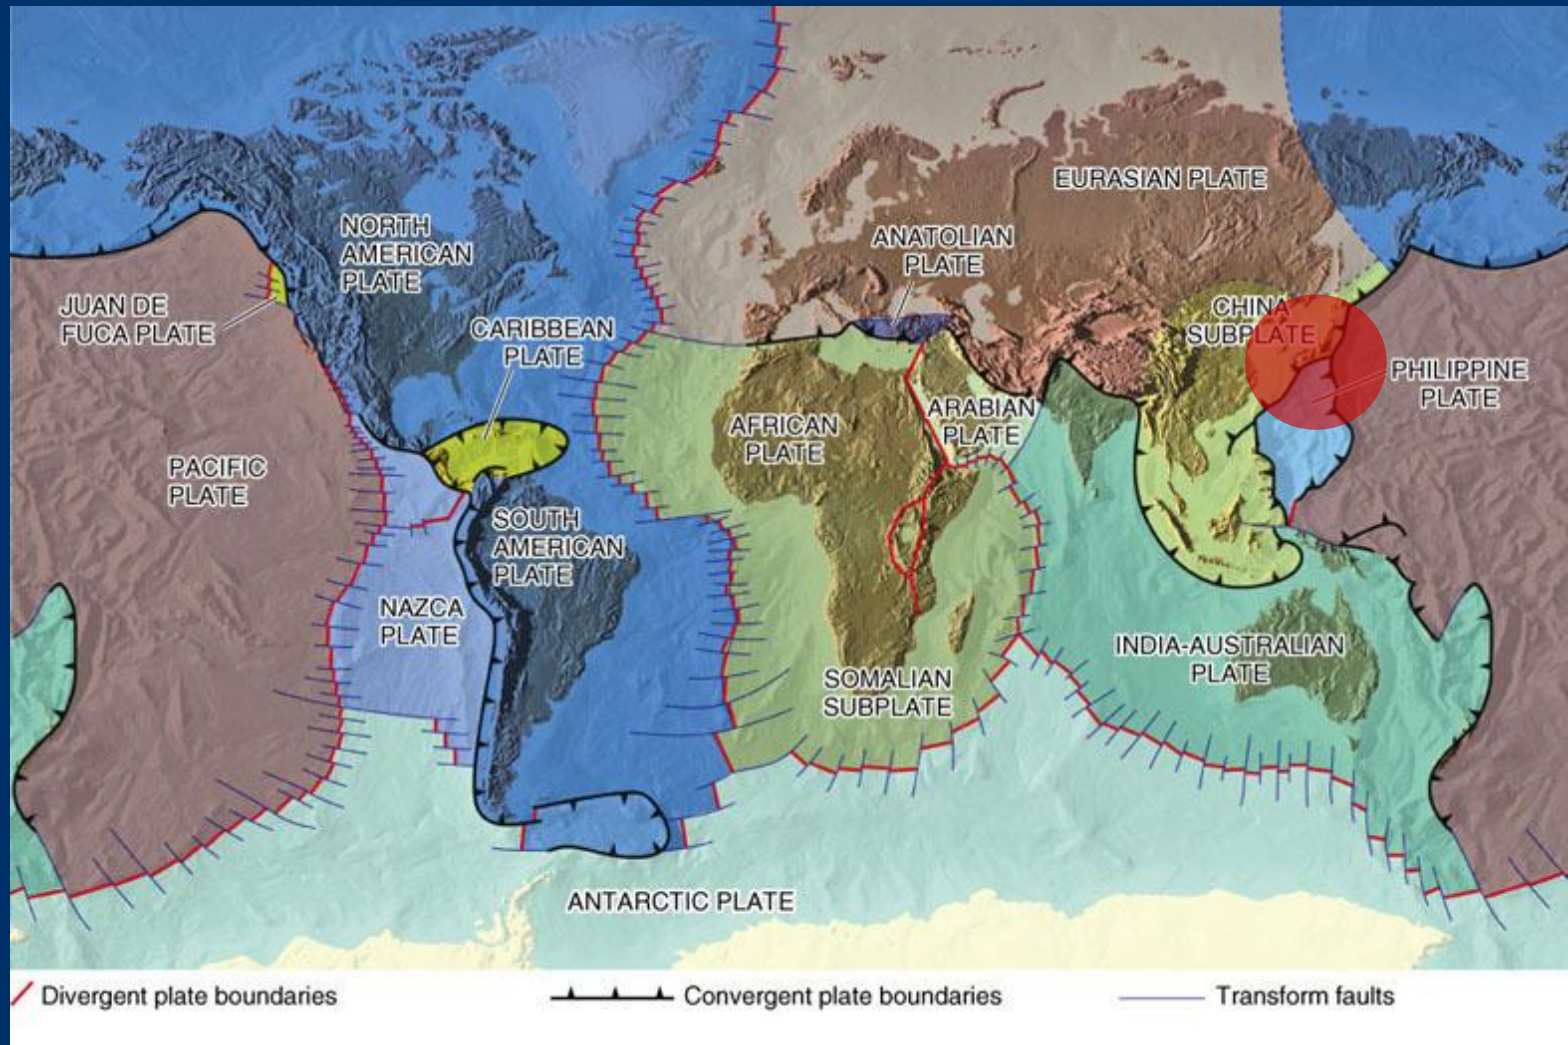 EURASIAN PLATE
NORTH
AMERICAN
PLATE
ANATOLIAN
PLATE
JUAN DE
FUCA PLATE
CHINA
SUBPLATE
CARIBBEAN
PLATE
PHILIPPINE
PLATE
AFRICAN
PLATE
ARABIAN
PLATE
PACIFIC
PLATE
SOUTH
AMERICAN
PLATE
NAZCA
PLATE
INDIA-AUSTRALIAN
PLATE
SOMALIAN
SUBPLATE
ANTARCTIC PLATE
Divergent plate boundaries
Convergent plate boundaries
Transform faults